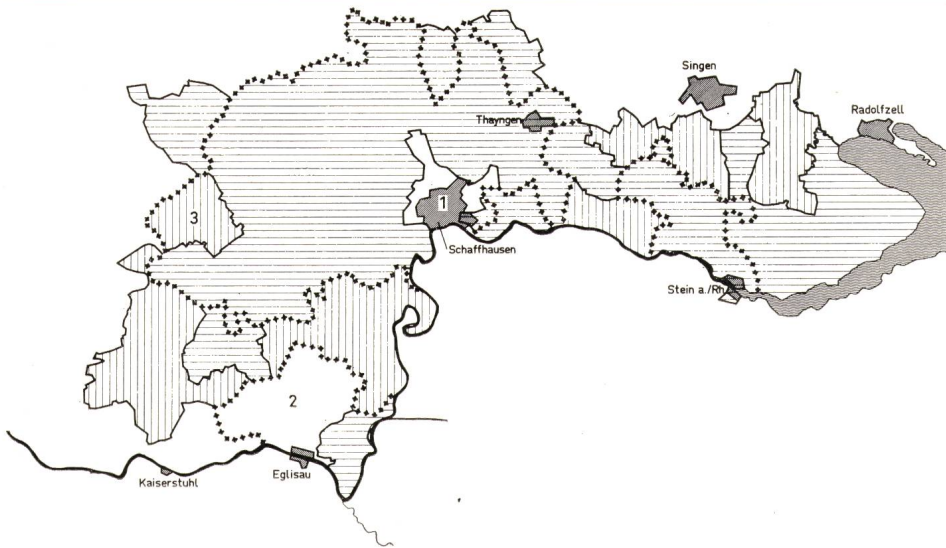 Singen
Radolfzell
Thayngen
1
3
Schaffhausen
Stein a./Rh
2
Eglisau
Kaiserstuhl